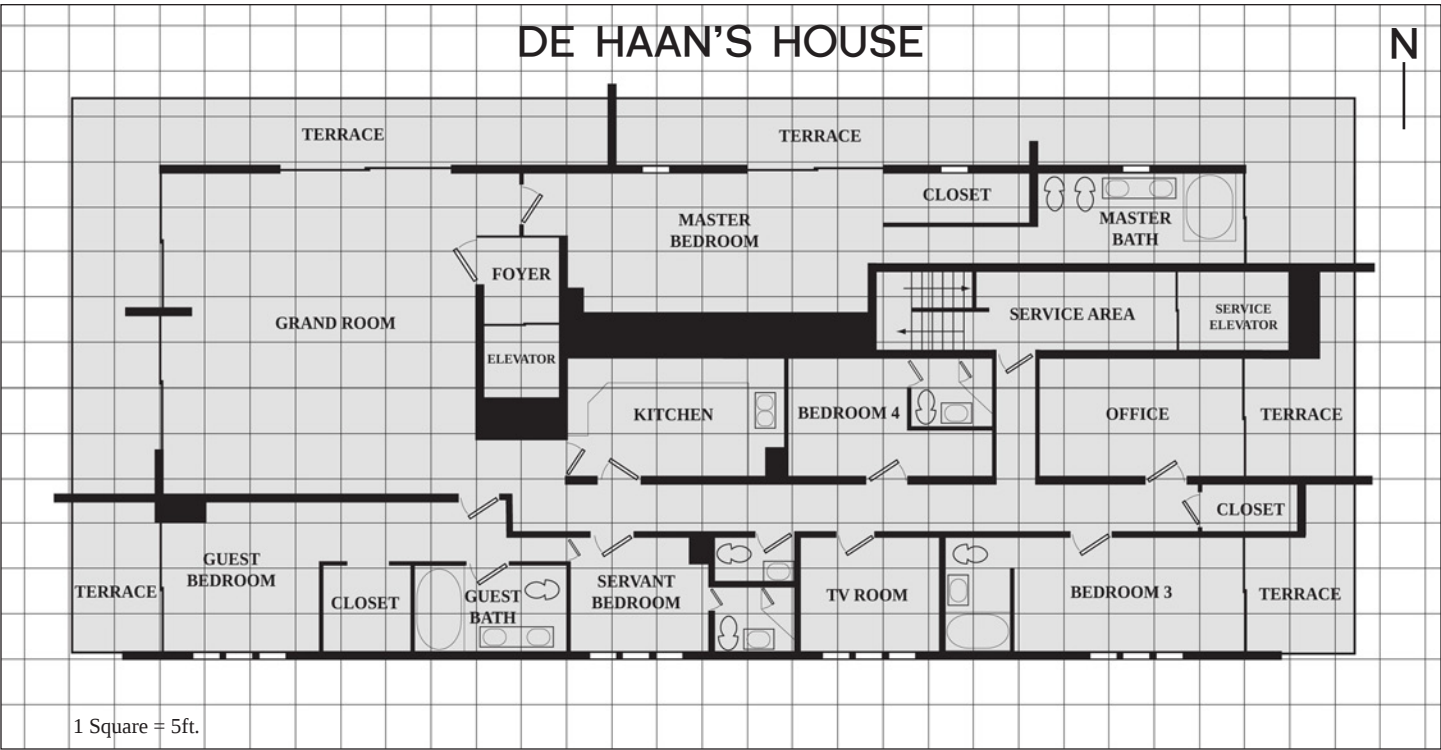 DE HAAN'S HOUSE
N
TERRACE
TERRACE
CLOSET
MASTER
BEDROOM
MASTER
BATH
FOYER
GRAND ROOM
SERVICE AREA
SERVICE
ELEVATOR
ELEVATOR
KITCHEN
BEDROOM 4
OFFICE
TERRACE
CLOSET
GUEST
BEDROOM
TERRACE
CLOSET
GUEST
BATH
SERVANT
BEDROOM
TV ROOM
BEDROOM 3
TERRACE
1 Square = 5ft.